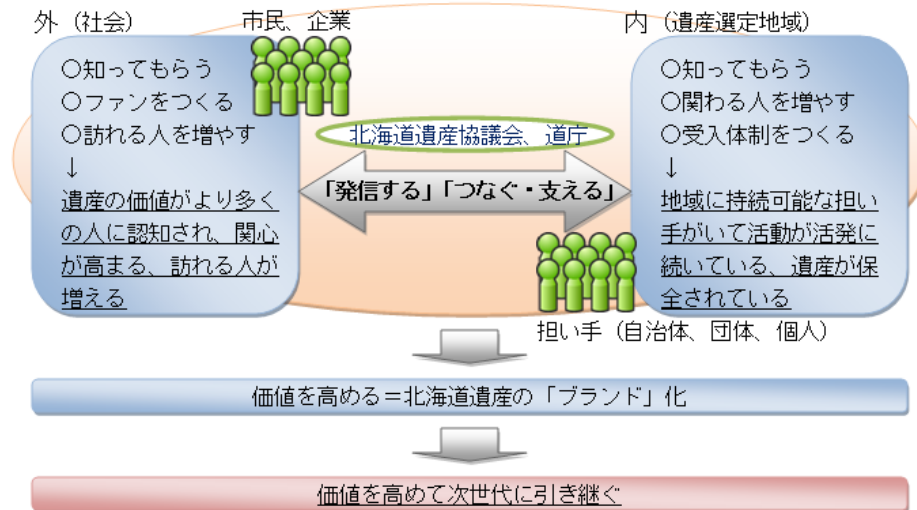 外（社会）
市民、企業
○知ってもらう
○ファンをつくる
○訪れる人を増やす
↓
遺産の価値がより多く
の人に認知され、関心
が高まる、訪れる人が
増える
北海道遺産協議会、道庁
「発信する」「つなぐ・支える」
内（遺産選定地域）
○知ってもらう
○関わる人を増やす
○受入体制をつくる
↓
地域に持続可能な担い
手がいて活動が活発に
続いている、遺産が保
全されている
担い手（自治体、団体、個人）
価値を高める＝北海道遺産の「ブランド」化
価値を高めて次世代に引き継ぐ